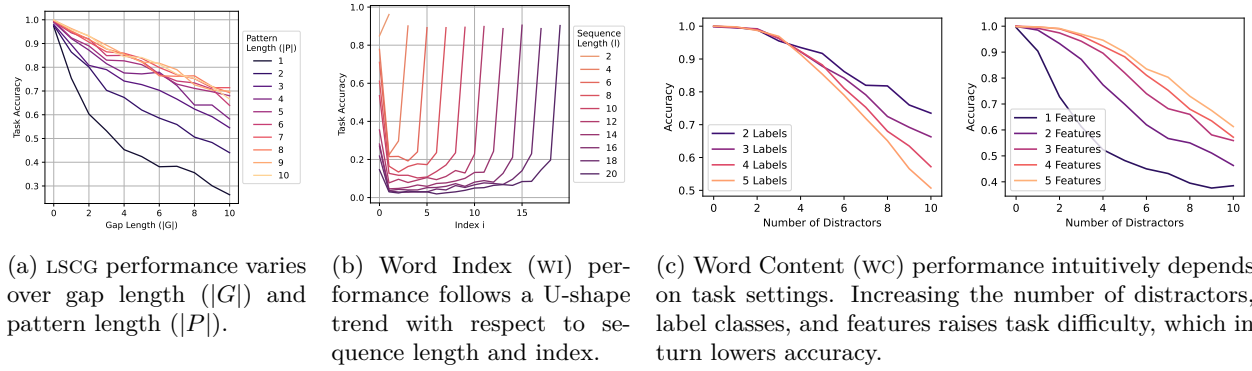 1.0
0.9
0.8
0.7
0.6
0.5
0.4
0.3
Task Accuracy
0 2 4 6 8 10
Gap Length (|G|)
Pattern
Length (|P|)
1
2
3
4
5
6
7
8
9
10
1.0
0.8
0.6
0.4
0.2
0.0
Task Accuracy
0 5 10 15
Index i
Sequence
Length (l)
2
4
6
8
10
12
14
16
18
20
1.0
0.9
0.8
0.7
0.6
0.5
Accuracy
2 Labels
3 Labels
4 Labels
5 Labels
0 2 4 6 8 10
Number of Distractors
1.0
0.9
0.8
0.7
0.6
0.5
0.4
Accuracy
1 Feature
2 Features
3 Features
4 Features
5 Features
0 2 4 6 8 10
Number of Distractors
(a) LSCG performance varies
over gap length (|G|) and
pattern length (|P|).
(b) Word Index (WI) per-
formance follows a U-shape
trend with respect to se-
quence length and index.
(c) Word Content (WC) performance intuitively depends
on task settings. Increasing the number of distractors,
label classes, and features raises task difficulty, which in
turn lowers accuracy.